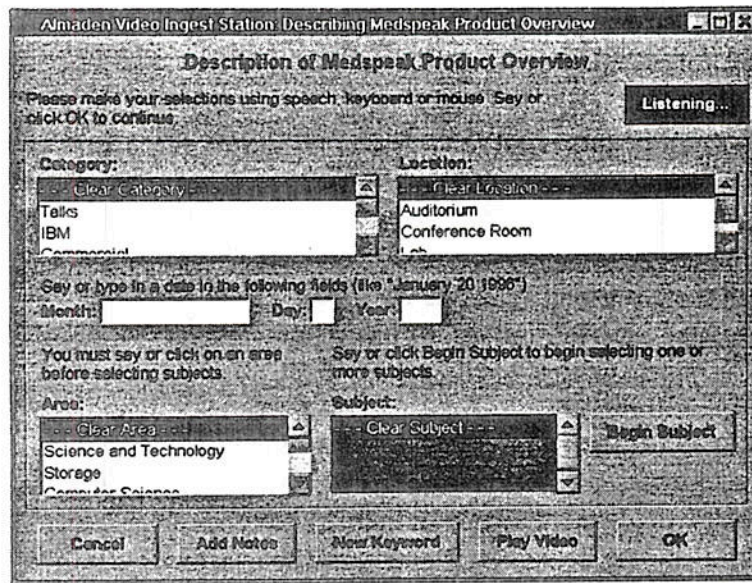 Almaden Video Ingest Station: Describing Medspeak Product Overview
Description of Medspeak Product Overview
Please make your selections using speech, keyboard or mouse. Say or
click OK to continue.
Listening...
Category:
- - - Clear Category - - -
Talks
IBM
Commercial
Location:
- - - Clear Location - - -
Auditorium
Conference Room
Lab
Say or type in a date in the following fields (like "January 20 1996")
Month: Day: Year:
You must say or click on an area
before selecting subjects.
Say or click Begin Subject to begin selecting one or
more subjects.
Area:
- - - Clear Area - - -
Science and Technology
Storage
Computer Science
Subject:
- - - Clear Subject - - -
Begin Subject
Cancel Add Notes New Keyword Play Video OK